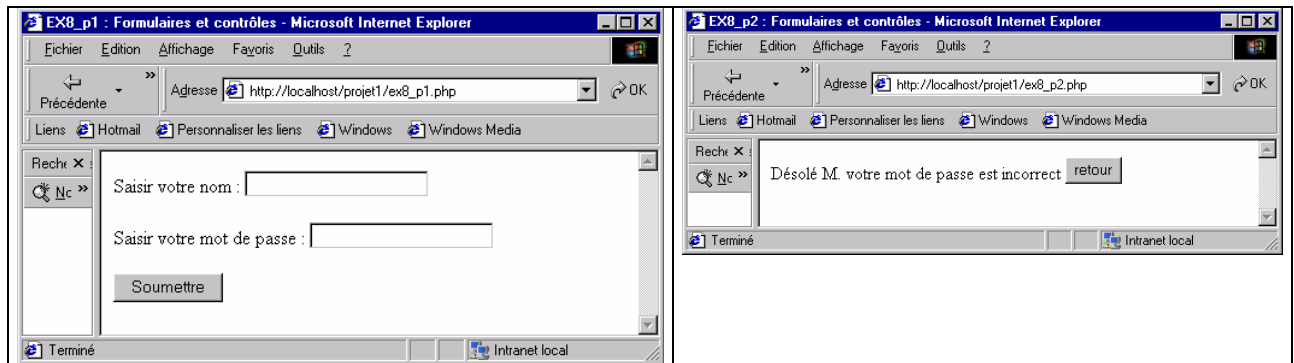 EX8_p1 : Formulaires et contrôles - Microsoft Internet Explorer
Fichier Edition Affichage Favoris Outils ?
Précédente » Adresse http://localhost/projet1/ex8_p1.php OK
Liens Hotmail Personnaliser les liens Windows Windows Media
Reche
Nc »
Saisir votre nom :
Saisir votre mot de passe :
Soumettre
Terminé Intranet local
EX8_p2 : Formulaires et contrôles - Microsoft Internet Explorer
Fichier Edition Affichage Favoris Outils ?
Précédente » Adresse http://localhost/projet1/ex8_p2.php OK
Liens Hotmail Personnaliser les liens Windows Windows Media
Reche
Nc »
Désolé M. votre mot de passe est incorrect retour
Terminé Intranet local